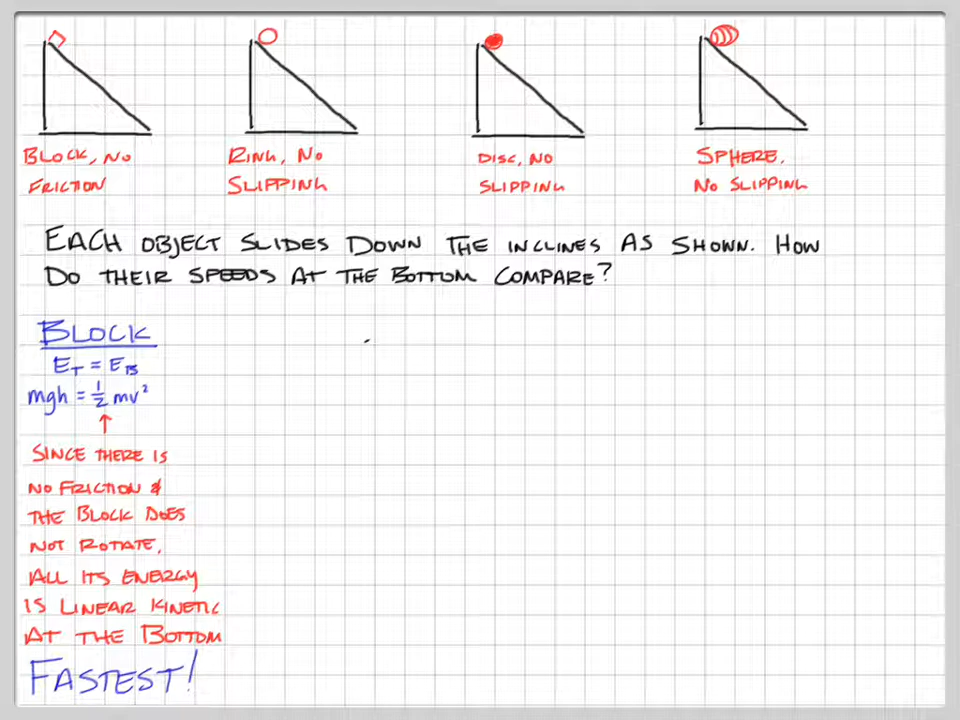 BLOCK, NO
FRICTION
RING, NO
SLIPPING
DISC, NO
SLIPPING
SPHERE,
NO SLIPPING
EACH OBJECT SLIDES DOWN THE INCLINES AS SHOWN. HOW
DO THEIR SPEEDS AT THE BOTTOM COMPARE?
BLOCK
E_T = E_B
mgh = 1/2 mv²
↑
SINCE THERE IS
NO FRICTION &
THE BLOCK DOES
NOT ROTATE,
ALL ITS ENERGY
IS LINEAR KINETIC
AT THE BOTTOM
FASTEST!